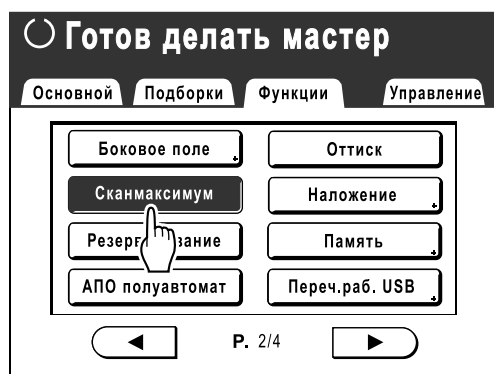 Готов делать мастер
Основной Подборки Функции Управление
Боковое поле Оттиск
Сканмаксимум Наложение
Память
АПО полуавтомат Переч.раб. USB
P. 2/4